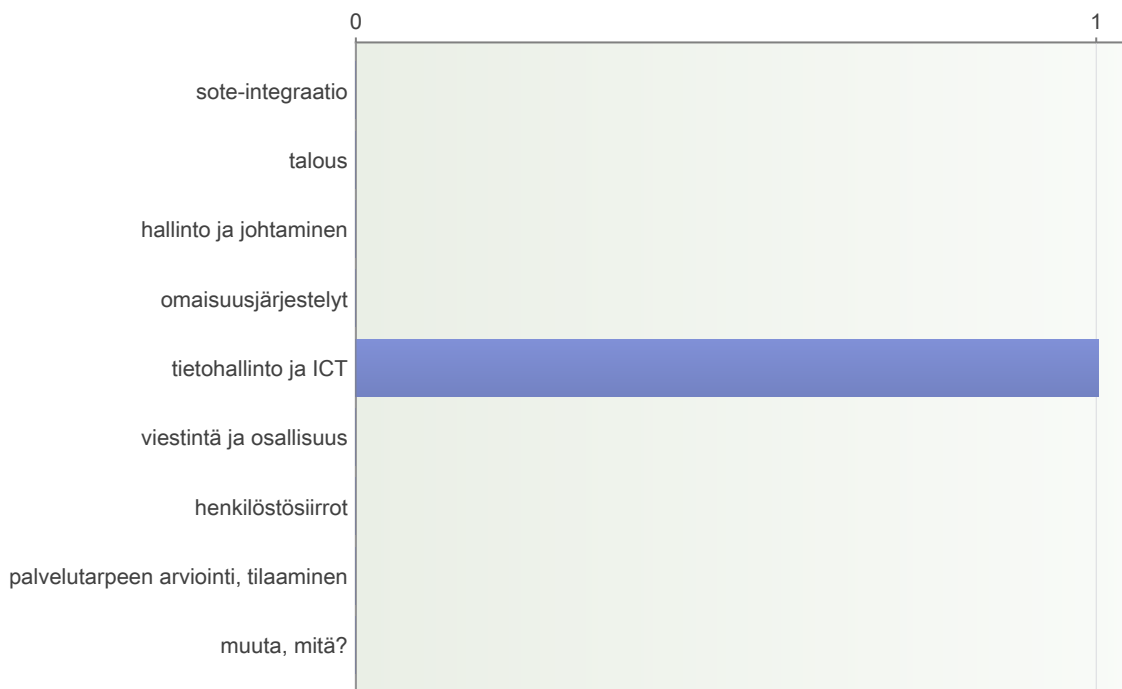 0 1
sote-integraatio
talous
hallinto ja johtaminen
omaisuusjärjestelyt
tietohallinto ja ICT
viestintä ja osallisuus
henkilöstösiirrot
palvelutarpeen arviointi, tilaaminen
muuta, mitä?